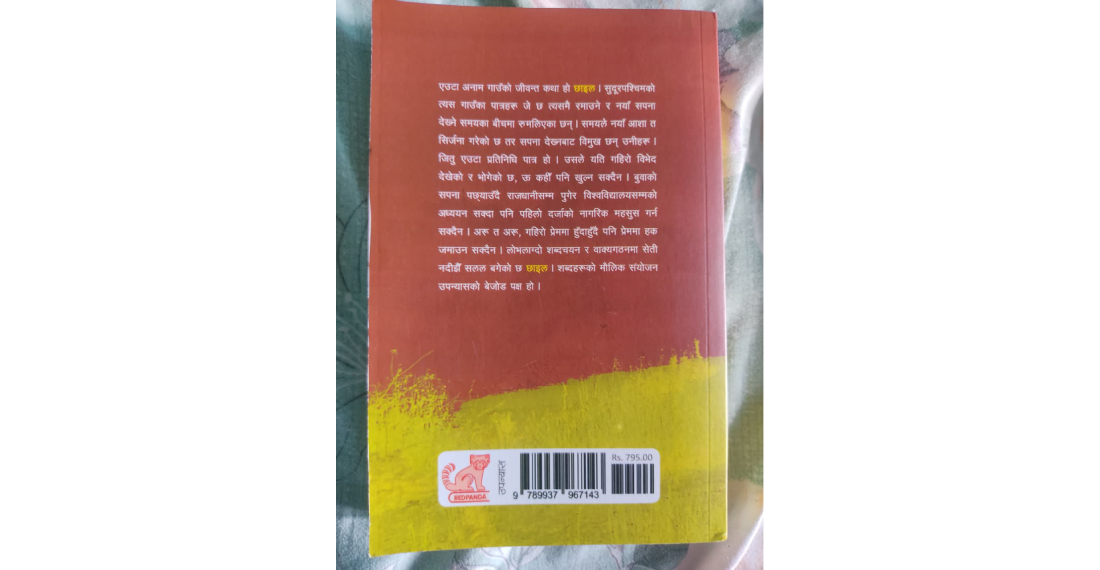 एउटा अनाम गाउँको जीवन्त कथा हो छाइल । सुदूरपश्चिमको
त्यस गाउँका पात्रहरू जे छ त्यसमै रमाउने र नयाँ सपना
देख्ने समयका बीचमा रुमलिएका छन् । समयले नयाँ आशा त
सिर्जना गरेको छ तर सपना देख्नबाट विमुख छन् उनीहरू ।
जितु एउटा प्रतिनिधि पात्र हो । उसले यति गहिरो विभेद
देखेको र भोगेको छ, ऊ कहीँ पनि खुल्न सक्दैन । बुवाको
सपना पछ्याउँदै राजधानीसम्म पुगेर विश्वविद्यालयसम्मको
अध्ययन सक्दा पनि पहिलो दर्जाको नागरिक महसुस गर्न
सक्दैन । अरू त अरू, गहिरो प्रेममा हुँदाहुँदै पनि प्रेममा हक
जमाउन सक्दैन । लोभलाग्दो शब्दचयन र वाक्यगठनमा सेती
नदीझैँ सलल बगेको छ छाइल । शब्दहरूको मौलिक संयोजन
उपन्यासको बेजोड पक्ष हो ।
REDPANDA
उपन्यास
Rs. 795.00
9 789937 967143